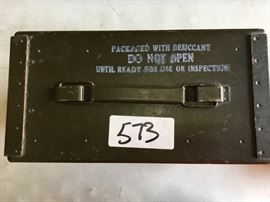 PACKAGED WITH DESICCANT
DO NOT OPEN
UNTIL READY FOR USE OR INSPECTION
573